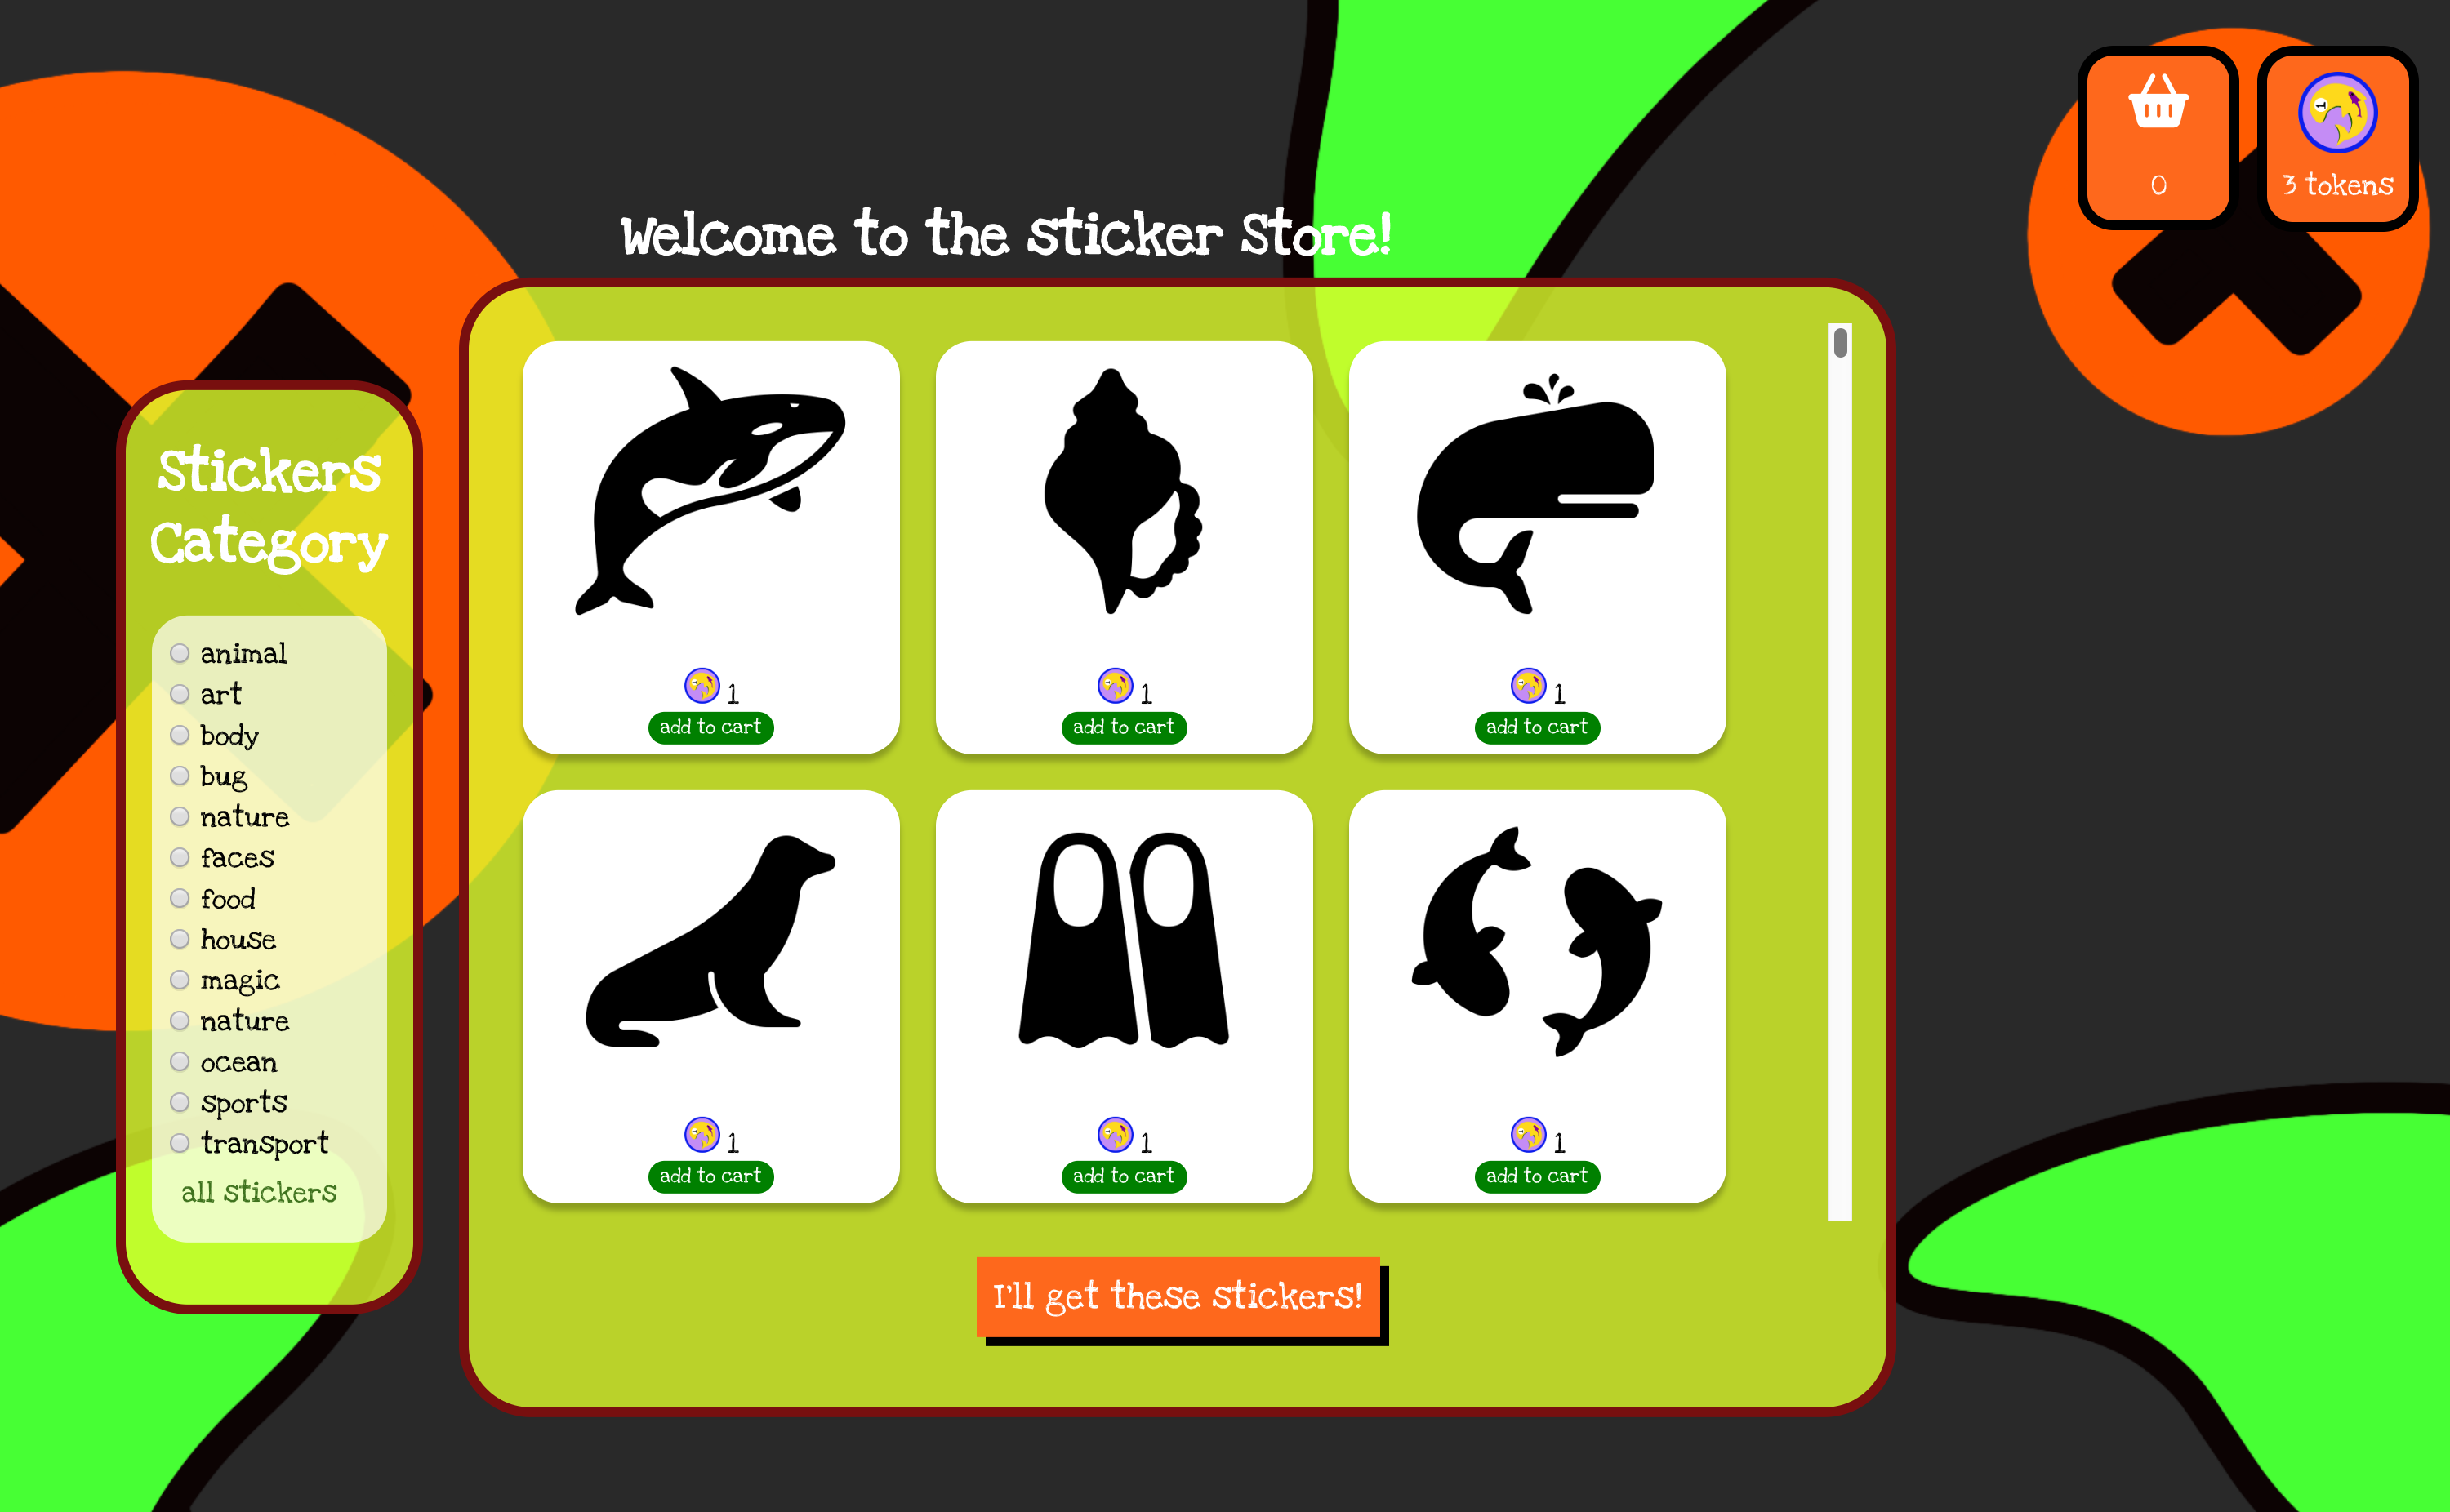 0
3 tokens
Welcome to the Sticker Store!
Stickers
Category
animal
art
body
bug
nature
faces
food
house
magic
nature
ocean
sports
transport
all stickers
1
add to cart
1
add to cart
1
add to cart
1
add to cart
1
add to cart
1
add to cart
I'll get these stickers!